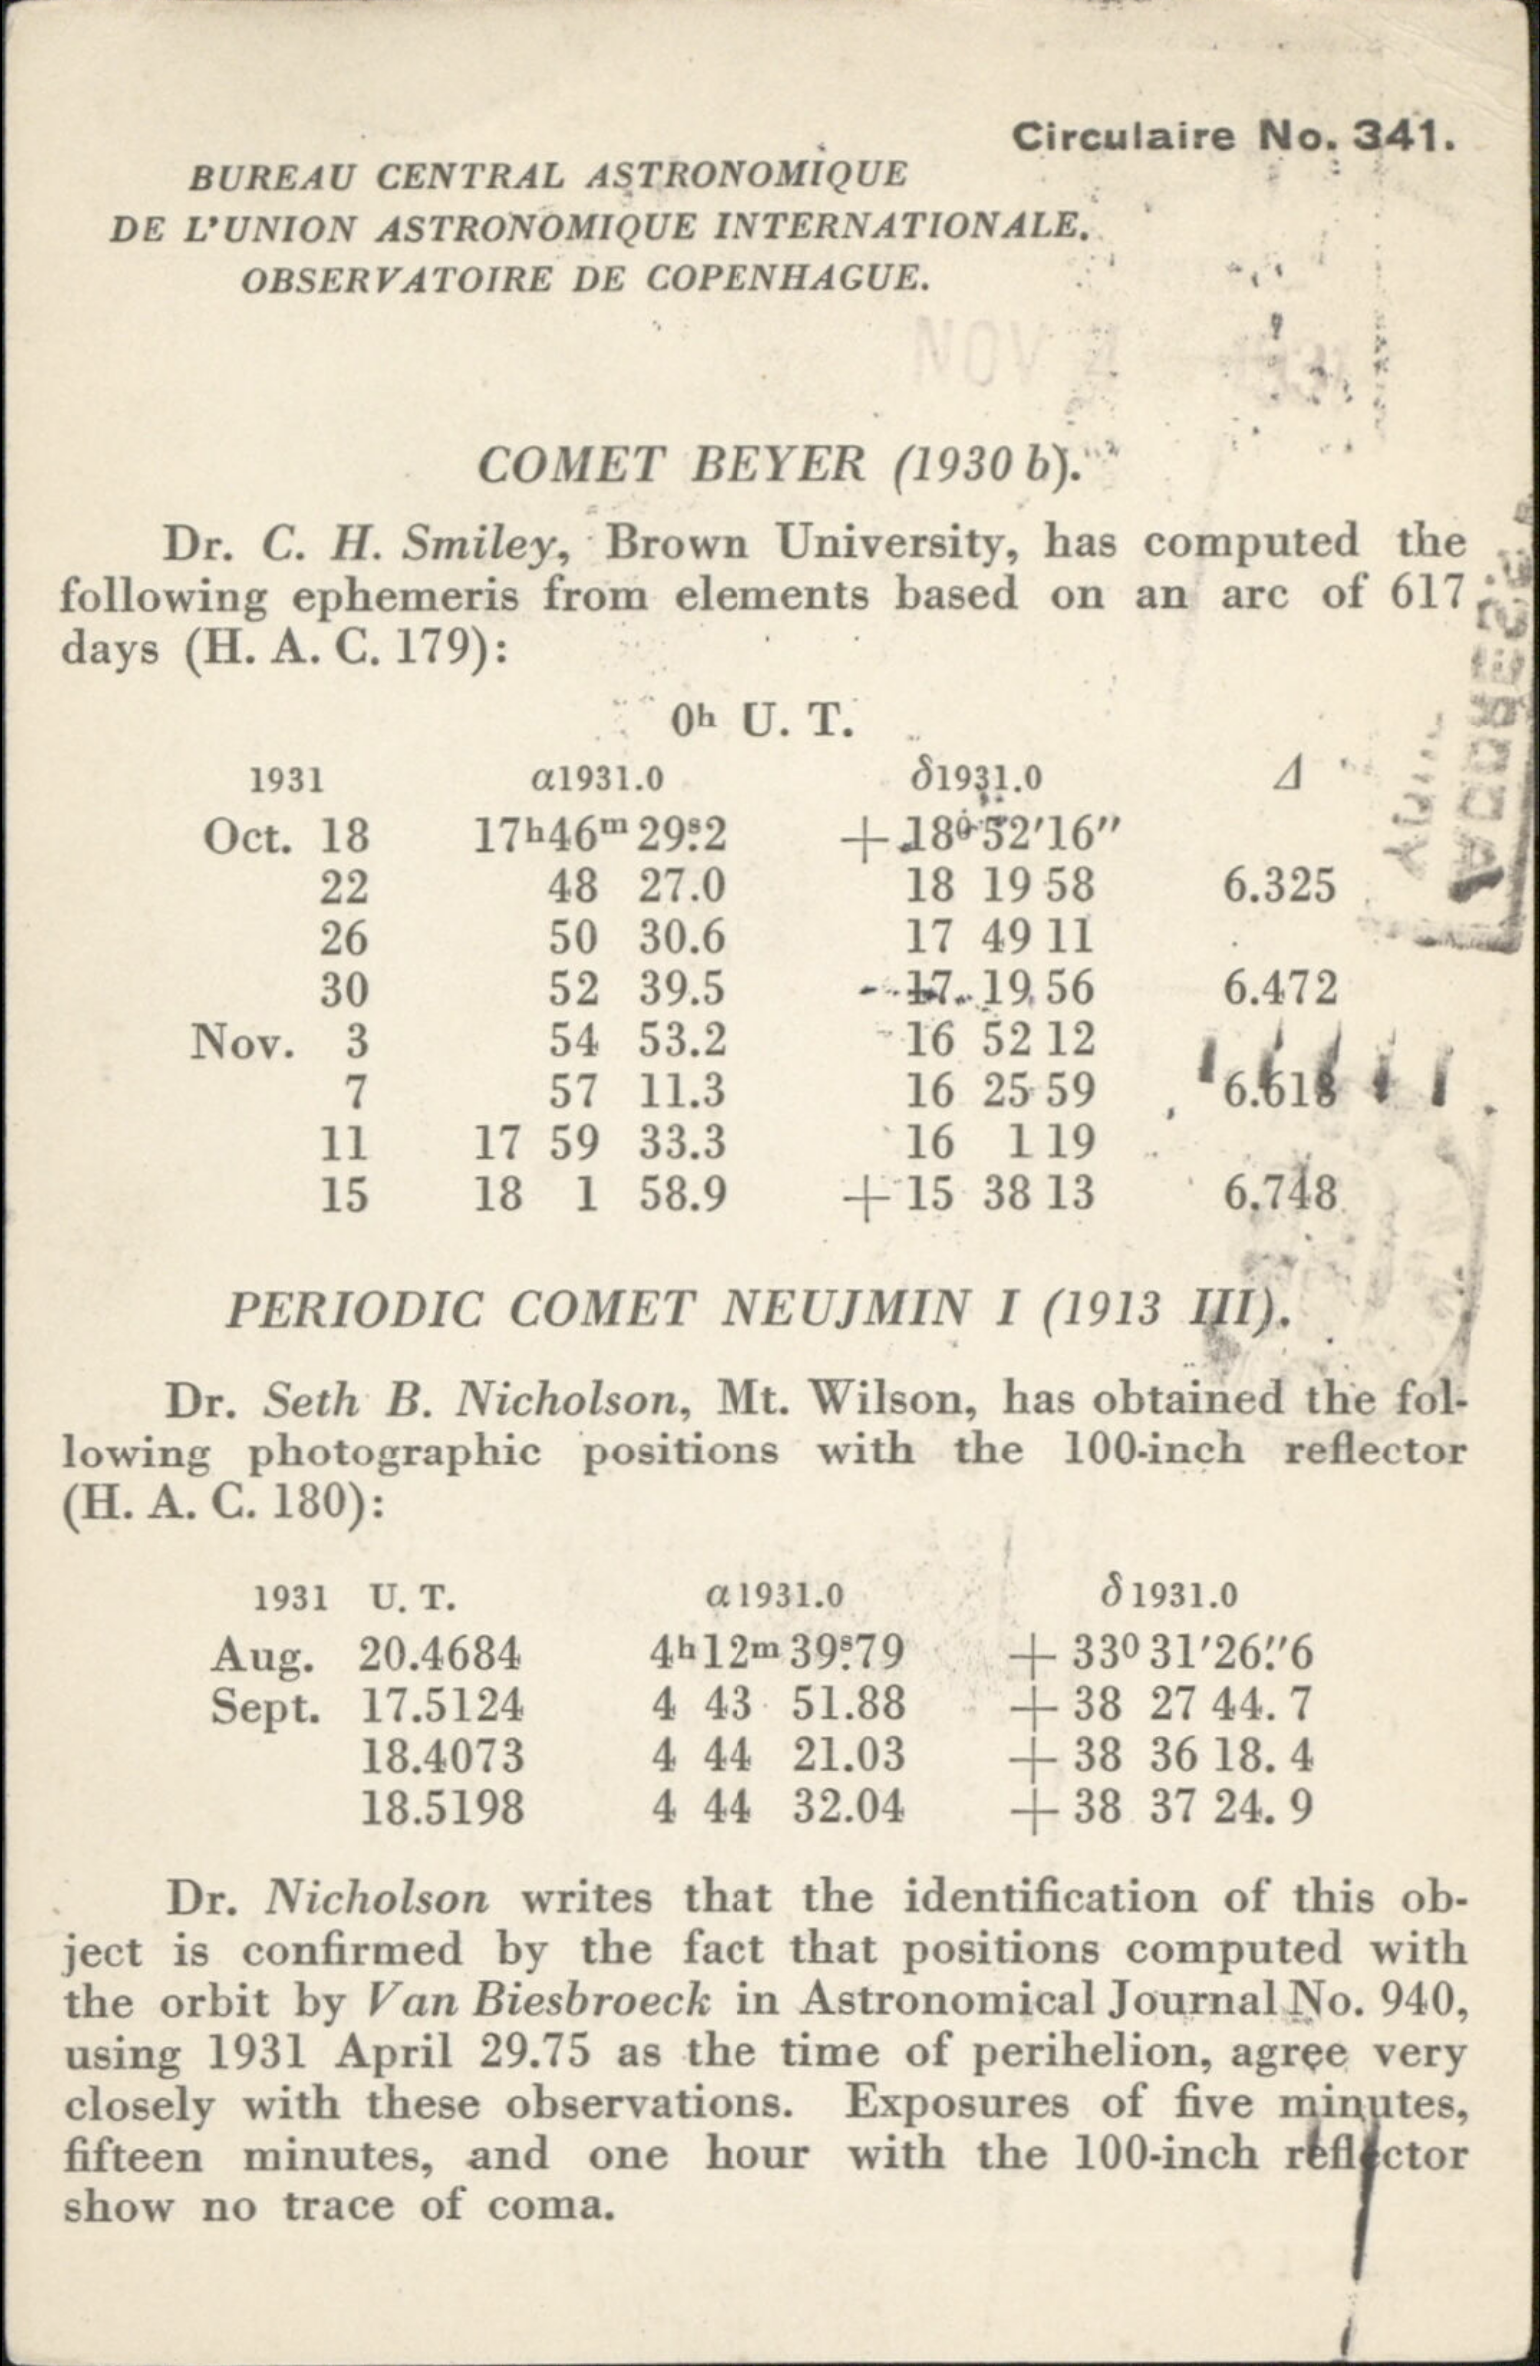 Circulaire No. 341.
BUREAU CENTRAL ASTRONOMIQUE
DE L'UNION ASTRONOMIQUE INTERNATIONALE.
OBSERVATOIRE DE COPENHAGUE.
NOV
COMET BEYER (1930 b).
Dr. C. H. Smiley, Brown University, has computed the
following ephemeris from elements based on an arc of 617
days (H. A. C. 179):
0ʰ U. T.
1931 α1931.0 δ1931.0 Δ
Oct. 18 17ʰ46ᵐ29ˢ.2 +18°52′16″
22 48 27.0 18 19 58 6.325
26 50 30.6 17 49 11
30 52 39.5 17 19 56 6.472
Nov. 3 54 53.2 16 52 12
7 57 11.3 16 25 59 6.618
11 17 59 33.3 16 1 19
15 18 1 58.9 +15 38 13 6.748
PERIODIC COMET NEUJMIN I (1913 III).
Dr. Seth B. Nicholson, Mt. Wilson, has obtained the fol-
lowing photographic positions with the 100-inch reflector
(H. A. C. 180):
1931 U. T. α1931.0 δ1931.0
Aug. 20.4684 4ʰ12ᵐ39ˢ.79 +33°31′26″.6
Sept. 17.5124 4 43 51.88 +38 27 44.7
18.4073 4 44 21.03 +38 36 18.4
18.5198 4 44 32.04 +38 37 24.9
Dr. Nicholson writes that the identification of this ob-
ject is confirmed by the fact that positions computed with
the orbit by Van Biesbroeck in Astronomical Journal No. 940,
using 1931 April 29.75 as the time of perihelion, agree very
closely with these observations. Exposures of five minutes,
fifteen minutes, and one hour with the 100-inch reflector
show no trace of coma.